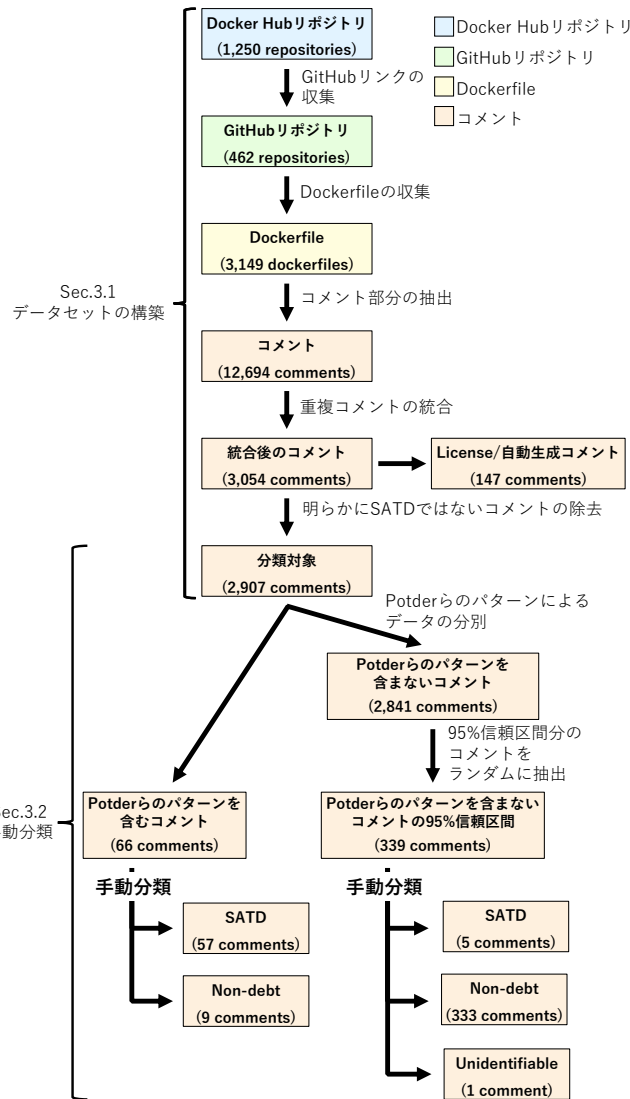 Docker Hubリポジトリ
(1,250 repositories)
Docker Hubリポジトリ
GitHubリポジトリ
Dockerfile
コメント
GitHubリンクの
収集
GitHubリポジトリ
(462 repositories)
Dockerfileの収集
Dockerfile
(3,149 dockerfiles)
Sec.3.1
データセットの構築
コメント部分の抽出
コメント
(12,694 comments)
重複コメントの統合
統合後のコメント
(3,054 comments)
License/自動生成コメント
(147 comments)
明らかにSATDではないコメントの除去
分類対象
(2,907 comments)
Potderらのパターンによる
データの分別
Potderらのパターンを
含まないコメント
(2,841 comments)
95%信頼区間分の
コメントを
ランダムに抽出
ec.3.2
動分類
Potderらのパターンを
含むコメント
(66 comments)
Potderらのパターンを含まない
コメントの95%信頼区間
(339 comments)
手動分類
手動分類
SATD
(57 comments)
SATD
(5 comments)
Non-debt
(9 comments)
Non-debt
(333 comments)
Unidentifiable
(1 comment)